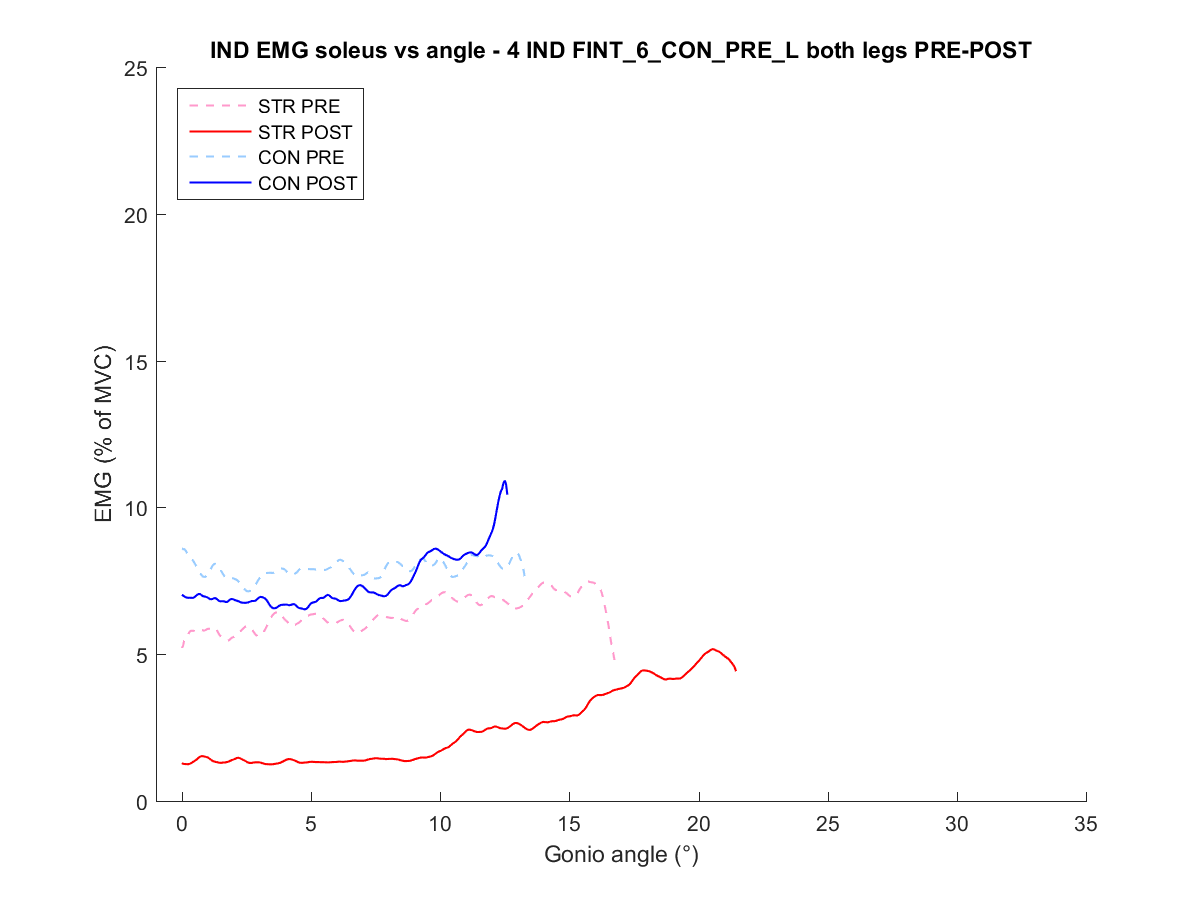 IND EMG soleus vs angle - 4 IND FINT_6_CON_PRE_L both legs PRE-POST
25
STR PRE
STR POST
CON PRE
CON POST
20
15
10
5
0
EMG (% of MVC)
0 5 10 15 20 25 30 35
Gonio angle (°)